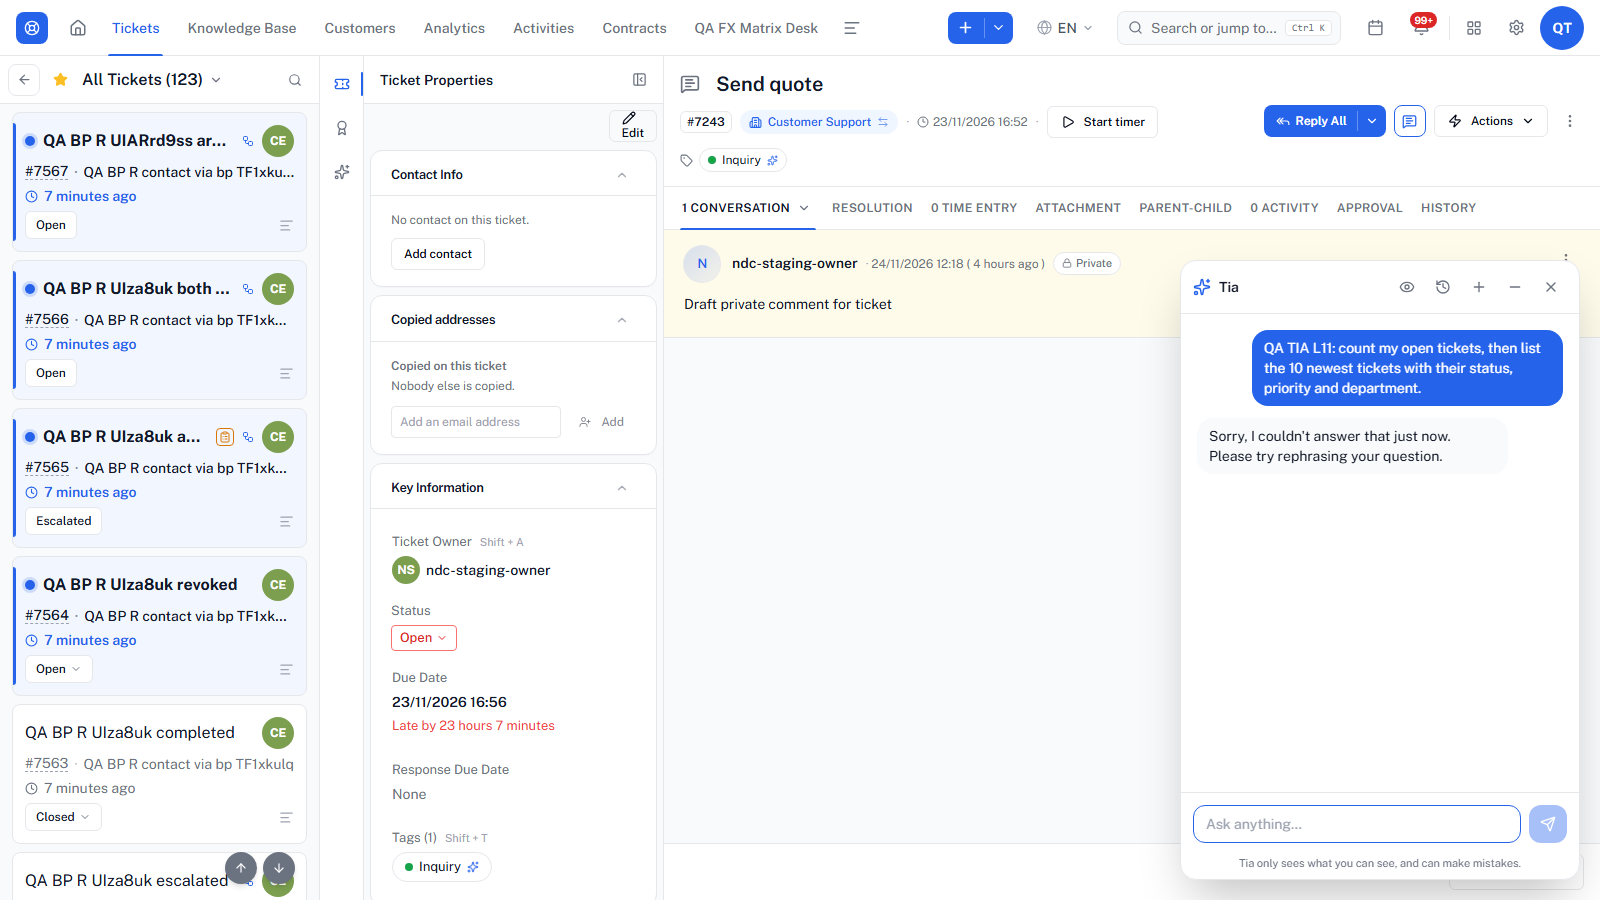 Tickets
Knowledge Base
Customers
Analytics
Activities
Contracts
QA FX Matrix Desk
EN
Search or jump to...
Ctrl K
99+
QT
All Tickets (123)
QA BP R UIARrd9ss ar...
CE
#7567 · QA BP R contact via bp TF1xku...
7 minutes ago
Open
QA BP R UIza8uk both ...
CE
#7566 · QA BP R contact via bp TF1xk...
7 minutes ago
Open
QA BP R UIza8uk a...
CE
#7565 · QA BP R contact via bp TF1xk...
7 minutes ago
Escalated
QA BP R UIza8uk revoked
CE
#7564 · QA BP R contact via bp TF1xk...
7 minutes ago
Open
QA BP R UIza8uk completed
CE
#7563 · QA BP R contact via bp TF1xkulq
7 minutes ago
Closed
QA BP R UIza8uk escalated
Ticket Properties
Edit
Contact Info
No contact on this ticket.
Add contact
Copied addresses
Copied on this ticket
Nobody else is copied.
Add an email address
Add
Key Information
Ticket Owner Shift + A
NS ndc-staging-owner
Status
Open
Due Date
23/11/2026 16:56
Late by 23 hours 7 minutes
Response Due Date
None
Tags (1) Shift + T
Inquiry
Send quote
#7243
Customer Support
· 23/11/2026 16:52 ·
Start timer
Reply All
Actions
Inquiry
1 CONVERSATION
RESOLUTION
0 TIME ENTRY
ATTACHMENT
PARENT-CHILD
0 ACTIVITY
APPROVAL
HISTORY
N
ndc-staging-owner · 24/11/2026 12:18 ( 4 hours ago )
Private
Draft private comment for ticket
Tia
QA TIA L11: count my open tickets, then list
the 10 newest tickets with their status,
priority and department.
Sorry, I couldn't answer that just now.
Please try rephrasing your question.
Ask anything...
Tia only sees what you can see, and can make mistakes.